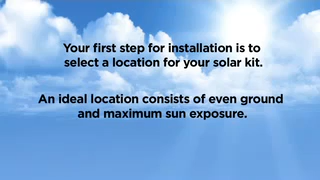 Your first step for installation is to
select a location for your solar kit.
An ideal location consists of even ground
and maximum sun exposure.